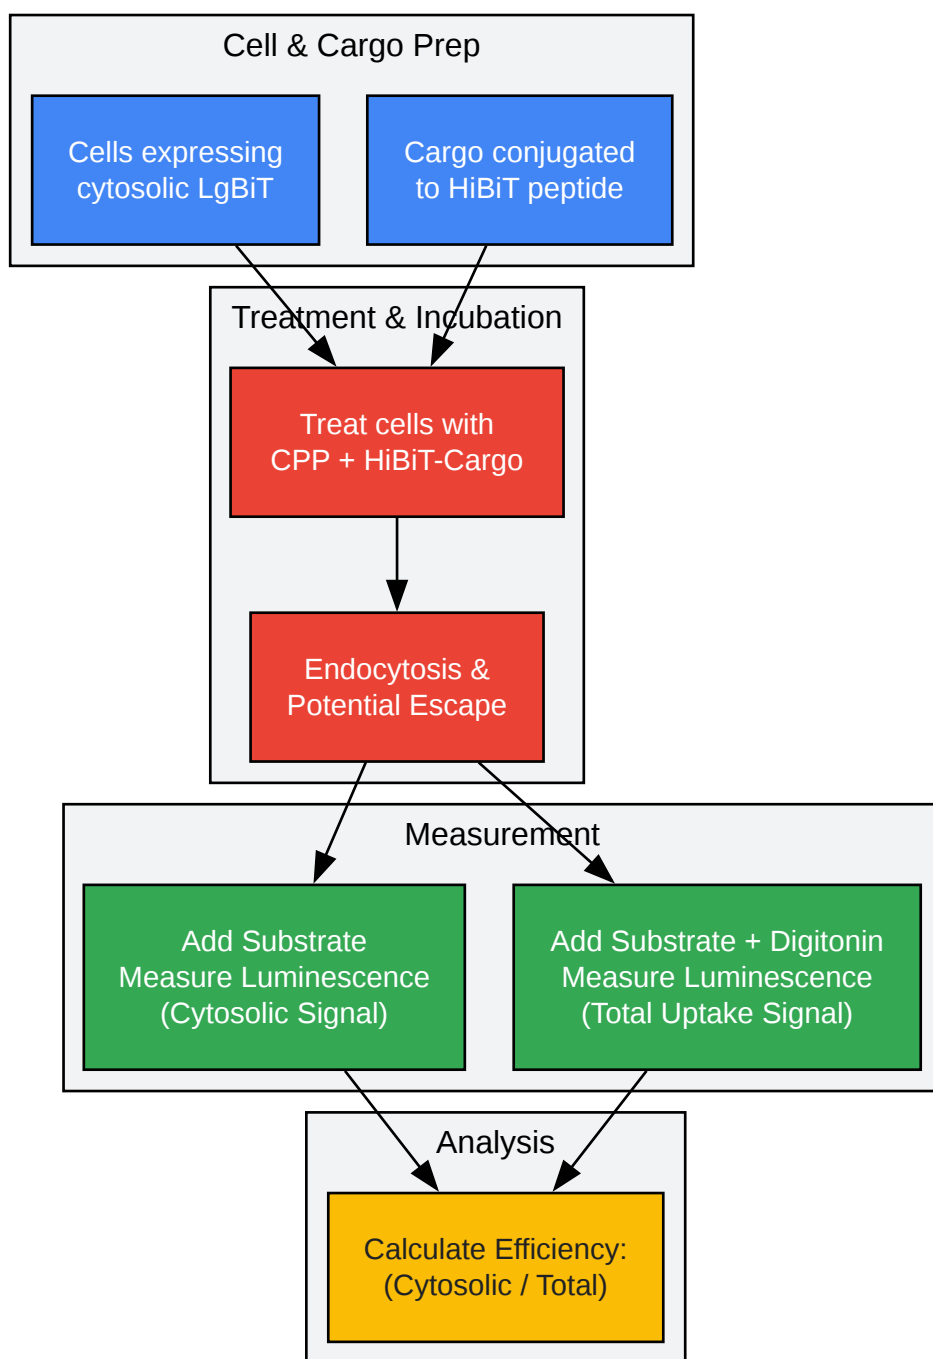 Cell & Cargo Prep
Cells expressing
cytosolic LgBiT
Cargo conjugated
to HiBiT peptide
Treatment & Incubation
Treat cells with
CPP + HiBiT-Cargo
Endocytosis &
Potential Escape
Measurement
Add Substrate
Measure Luminescence
(Cytosolic Signal)
Add Substrate + Digitonin
Measure Luminescence
(Total Uptake Signal)
Analysis
Calculate Efficiency:
(Cytosolic / Total)